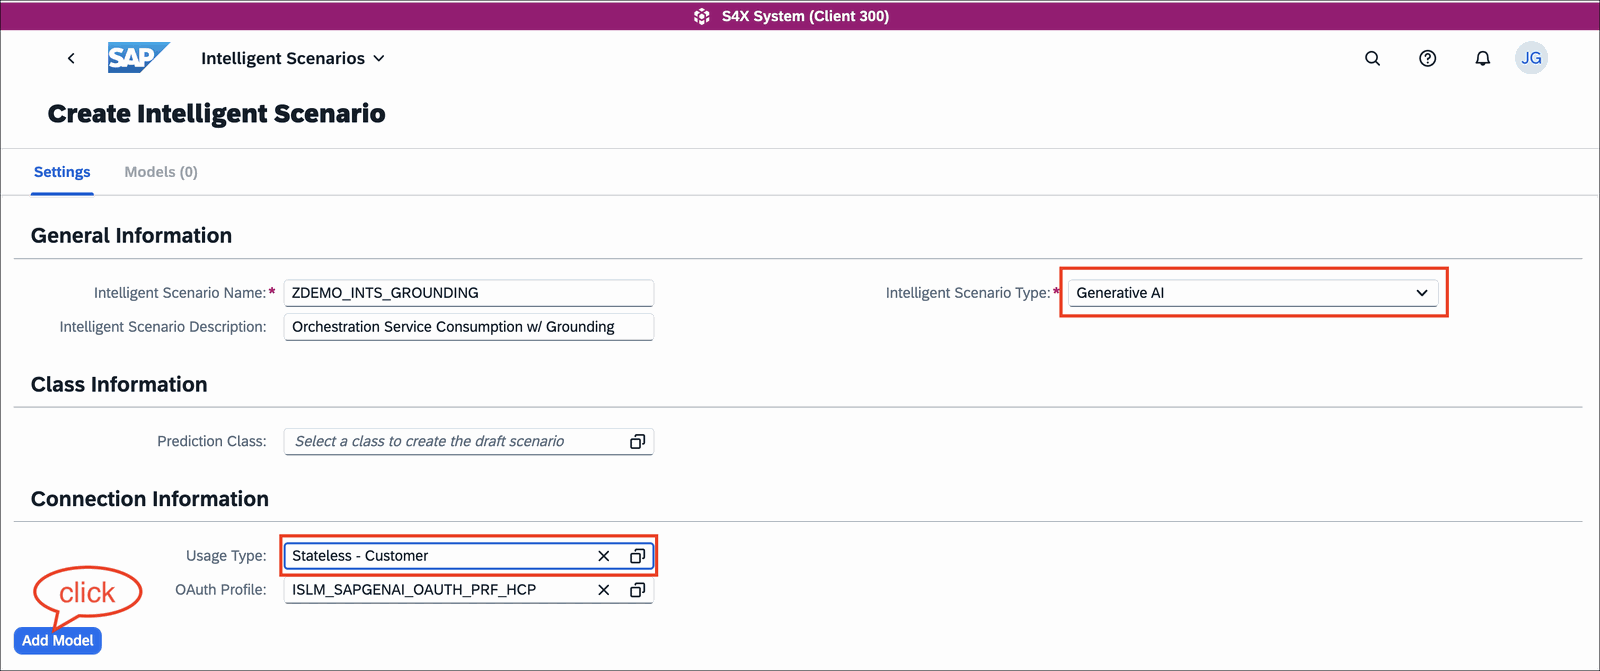 S4X System (Client 300)
SAP Intelligent Scenarios JG
Create Intelligent Scenario
Settings Models (0)
General Information
Intelligent Scenario Name:* ZDEMO_INTS_GROUNDING Intelligent Scenario Type:* Generative AI
Intelligent Scenario Description: Orchestration Service Consumption w/ Grounding
Class Information
Prediction Class: Select a class to create the draft scenario
Connection Information
Usage Type: Stateless - Customer
click OAuth Profile: ISLM_SAPGENAI_OAUTH_PRF_HCP
Add Model